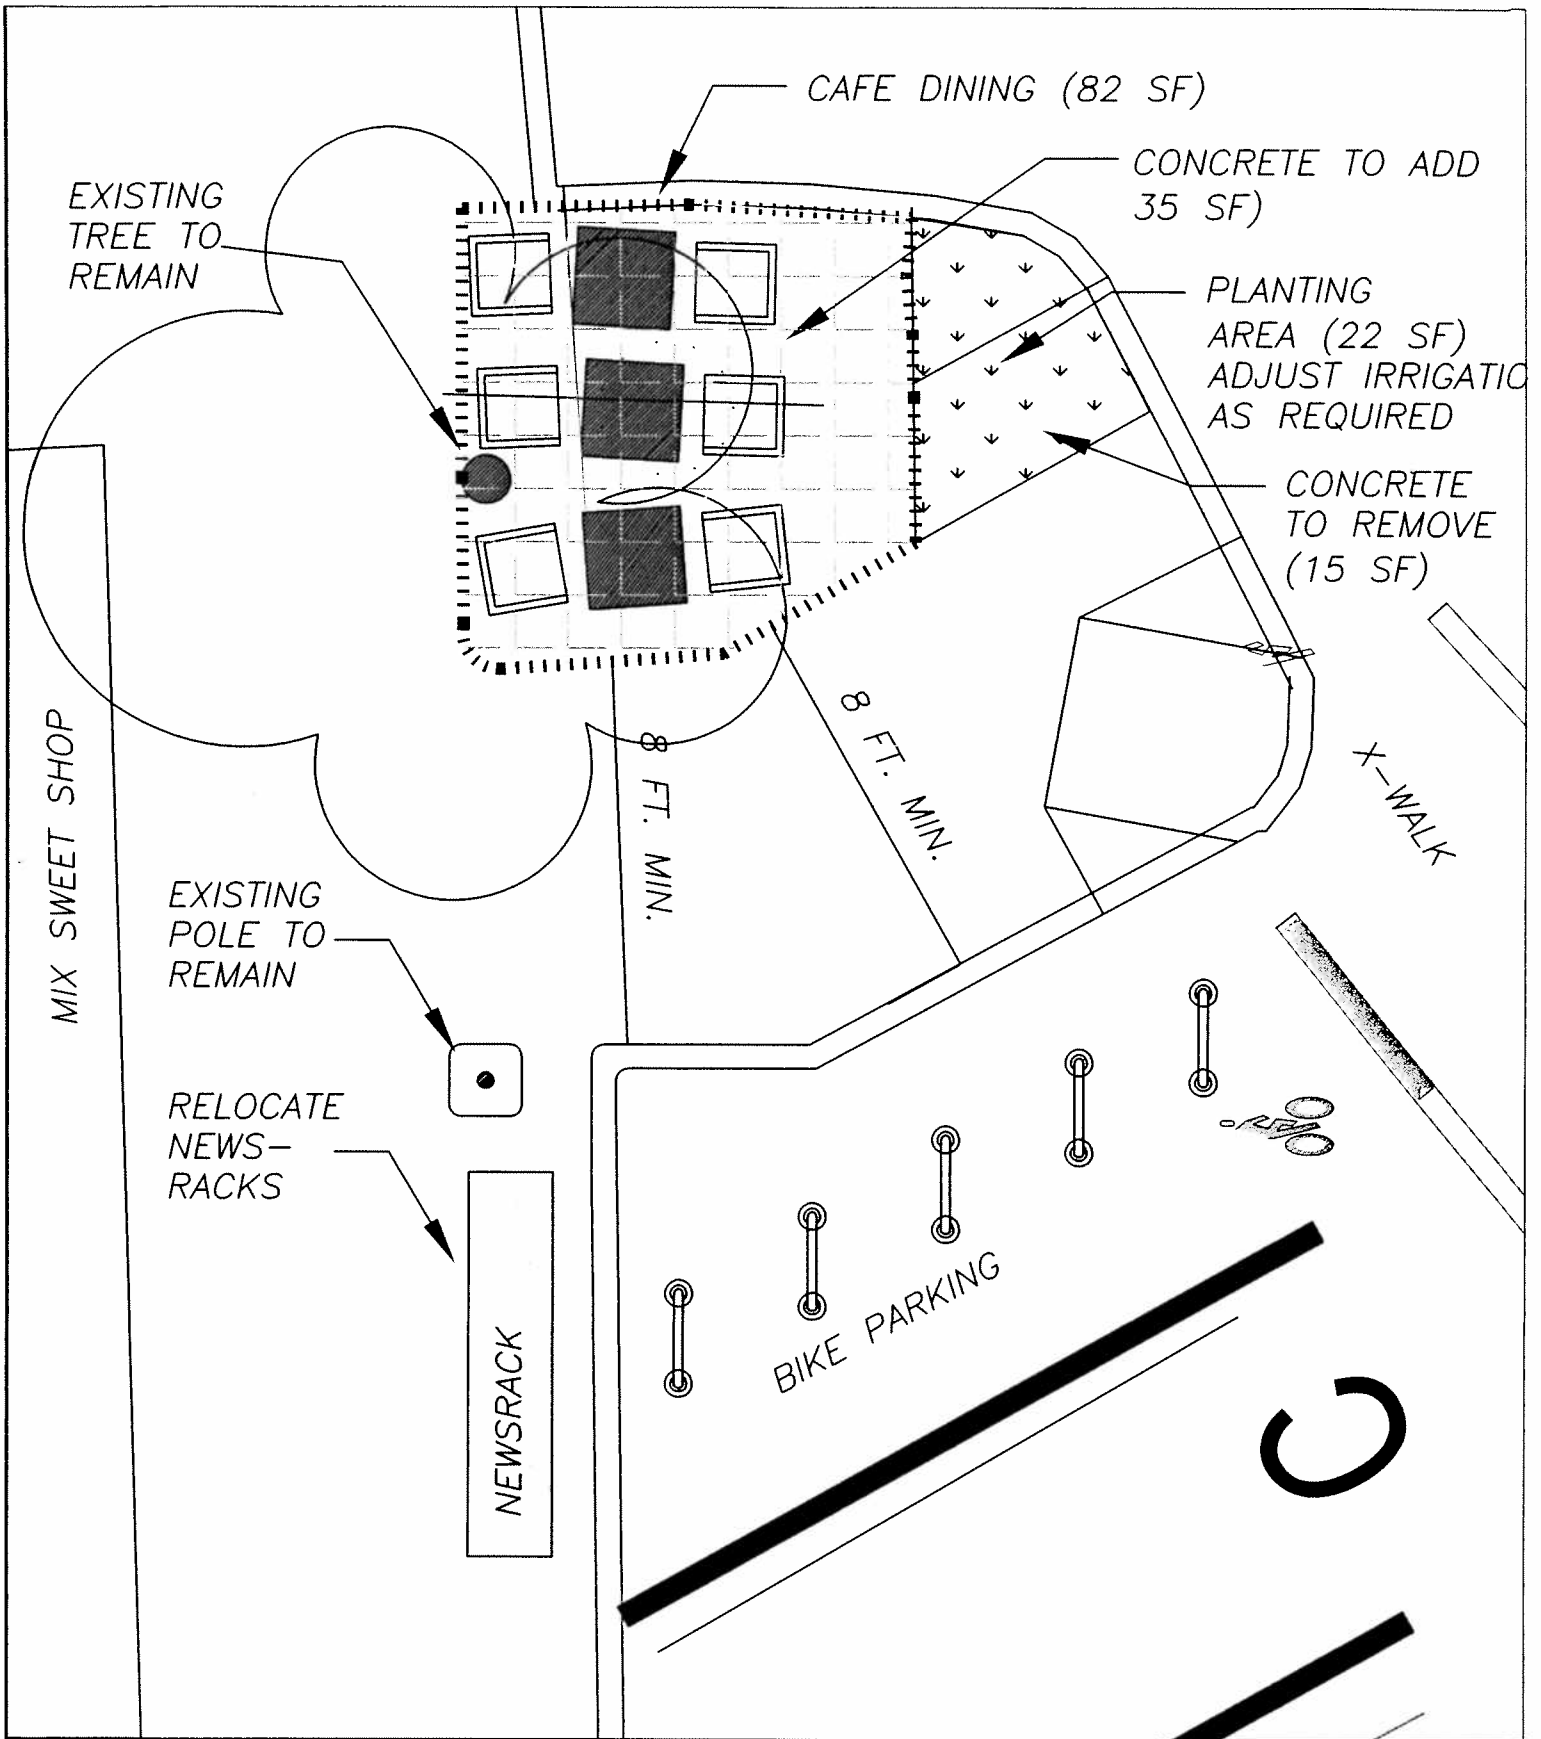 CAFE DINING (82 SF)
CONCRETE TO ADD
35 SF)
EXISTING
TREE TO
REMAIN
PLANTING
AREA (22 SF)
ADJUST IRRIGATIO
AS REQUIRED
CONCRETE
TO REMOVE
(15 SF)
MIX SWEET SHOP
8 FT. MIN.
8 FT. MIN.
X-WALK
EXISTING
POLE TO
REMAIN
RELOCATE
NEWS-
RACKS
NEWSRACK
BIKE PARKING
C